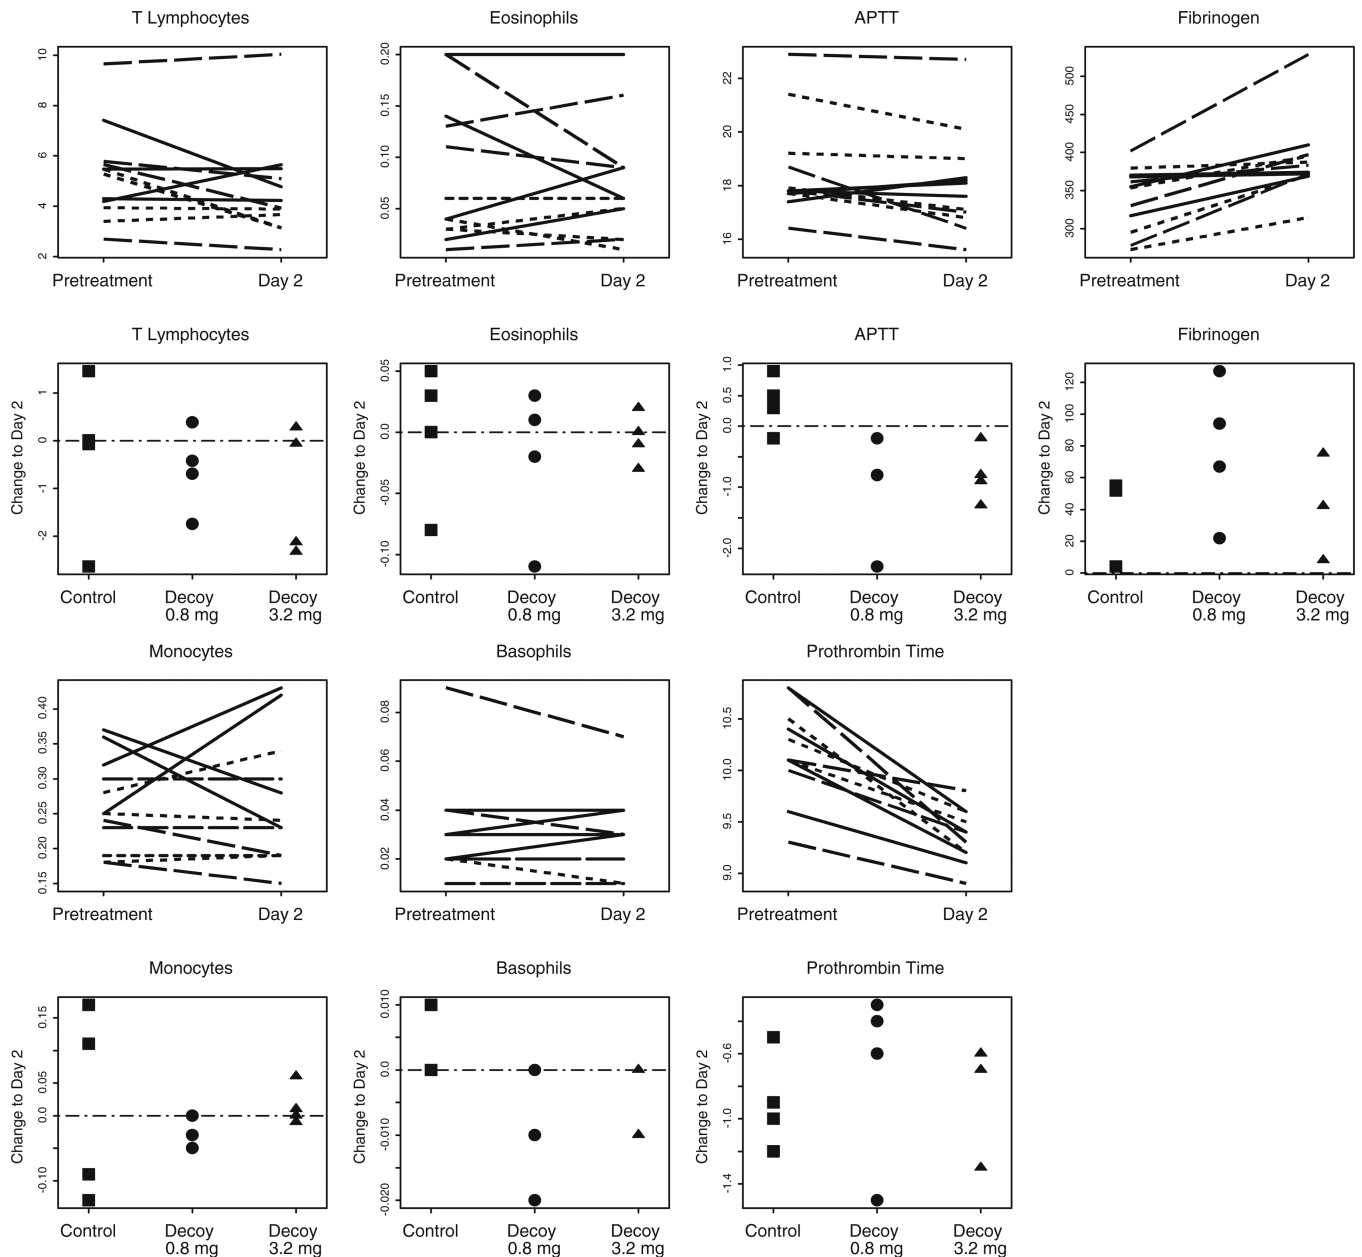 T Lymphocytes
Eosinophils
APTT
Fibrinogen
10
8
6
4
2
0.20
0.15
0.10
0.05
22
20
18
16
500
450
400
350
300
Pretreatment Day 2
Pretreatment Day 2
Pretreatment Day 2
Pretreatment Day 2
T Lymphocytes
Eosinophils
APTT
Fibrinogen
Change to Day 2
1
0
-1
-2
Change to Day 2
0.05
0.0
-0.05
-0.10
Change to Day 2
1.0
0.5
0.0
-1.0
-2.0
Change to Day 2
120
100
80
60
40
20
0
Control Decoy Decoy
0.8 mg 3.2 mg
Control Decoy Decoy
0.8 mg 3.2 mg
Control Decoy Decoy
0.8 mg 3.2 mg
Control Decoy Decoy
0.8 mg 3.2 mg
Monocytes
Basophils
Prothrombin Time
0.40
0.35
0.30
0.25
0.20
0.15
0.08
0.06
0.04
0.02
10.5
10.0
9.5
9.0
Pretreatment Day 2
Pretreatment Day 2
Pretreatment Day 2
Monocytes
Basophils
Prothrombin Time
Change to Day 2
0.15
0.05
0.0
-0.10
Change to Day 2
0.010
0.0
-0.010
-0.020
Change to Day 2
-0.6
-1.0
-1.4
Control Decoy Decoy
0.8 mg 3.2 mg
Control Decoy Decoy
0.8 mg 3.2 mg
Control Decoy Decoy
0.8 mg 3.2 mg